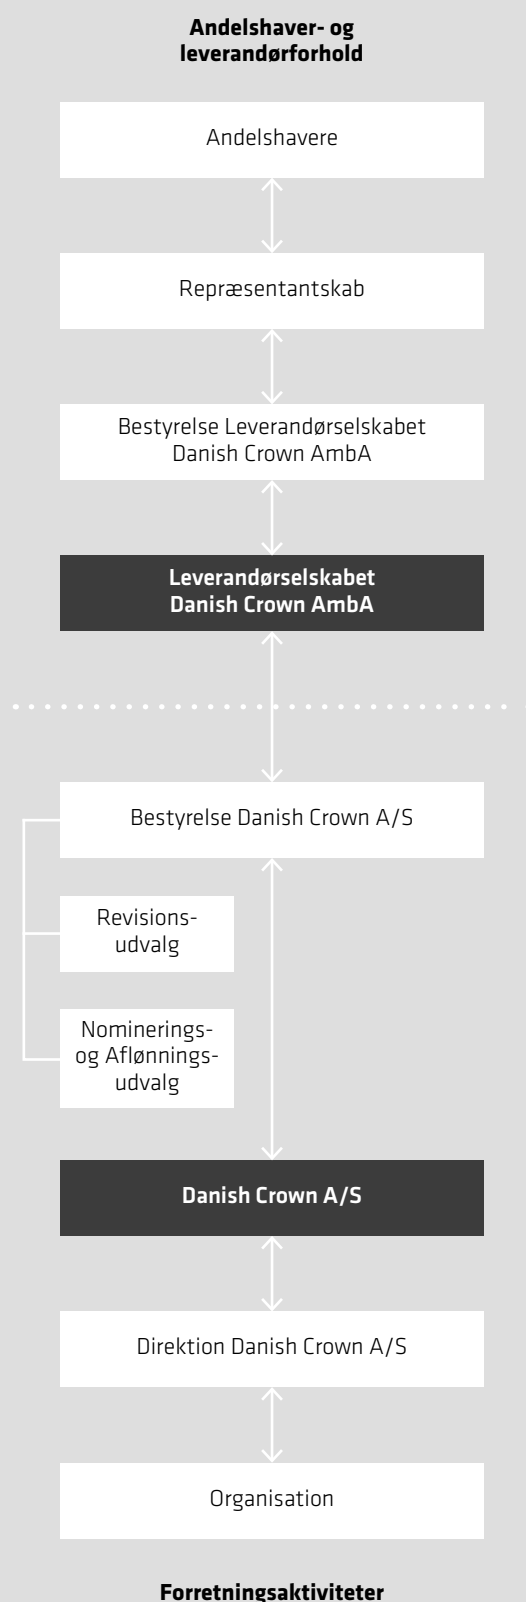 Andelshaver- og
leverandørforhold
Andelshavere
Repræsentantskab
Bestyrelse Leverandørselskabet
Danish Crown AmbA
Leverandørselskabet
Danish Crown AmbA
Bestyrelse Danish Crown A/S
Revisions-
udvalg
Nominerings-
og Aflønnings-
udvalg
Danish Crown A/S
Direktion Danish Crown A/S
Organisation
Forretningsaktiviteter